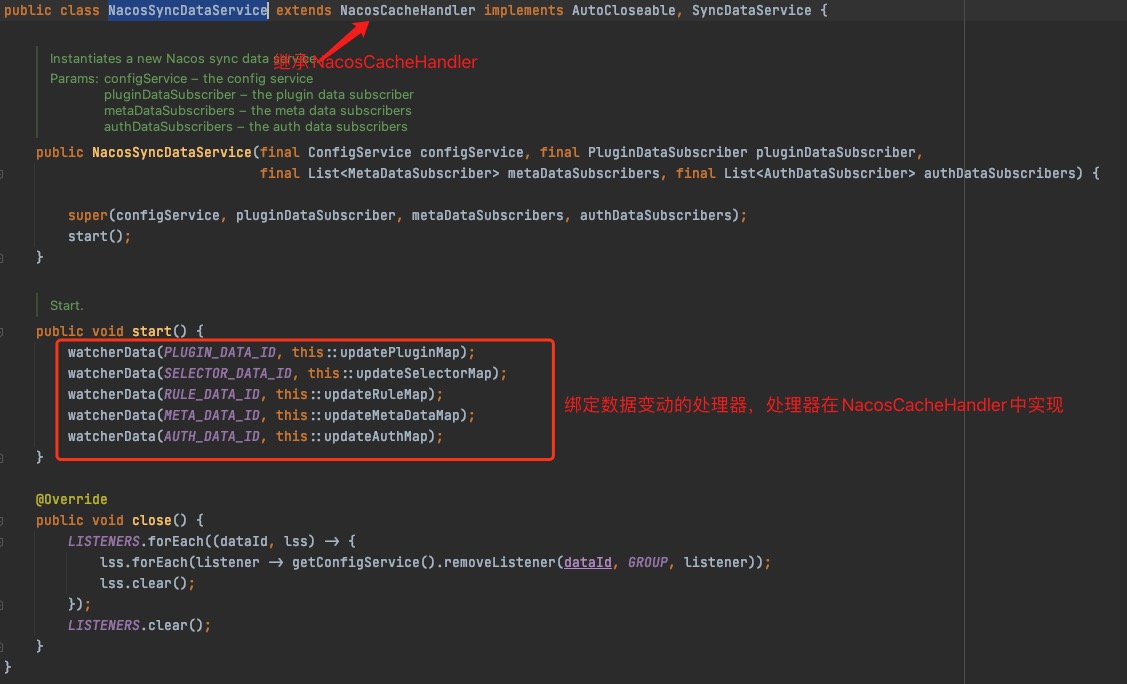 public class NacosSyncDataService extends NacosCacheHandler implements AutoCloseable, SyncDataService {
继承NacosCacheHandler
Instantiates a new Nacos sync data service.
Params: configService – the config service
pluginDataSubscriber – the plugin data subscriber
metaDataSubscribers – the meta data subscribers
authDataSubscribers – the auth data subscribers
public NacosSyncDataService(final ConfigService configService, final PluginDataSubscriber pluginDataSubscriber,
final List<MetaDataSubscriber> metaDataSubscribers, final List<AuthDataSubscriber> authDataSubscribers) {
super(configService, pluginDataSubscriber, metaDataSubscribers, authDataSubscribers);
start();
}
Start.
public void start() {
watcherData(PLUGIN_DATA_ID, this::updatePluginMap);
watcherData(SELECTOR_DATA_ID, this::updateSelectorMap);
watcherData(RULE_DATA_ID, this::updateRuleMap);
watcherData(META_DATA_ID, this::updateMetaDataMap);
watcherData(AUTH_DATA_ID, this::updateAuthMap);
绑定数据变动的处理器，处理器在NacosCacheHandler中实现
}
@Override
public void close() {
LISTENERS.forEach((dataId, lss) -> {
lss.forEach(listener -> getConfigService().removeListener(dataId, GROUP, listener));
lss.clear();
});
LISTENERS.clear();
}
}